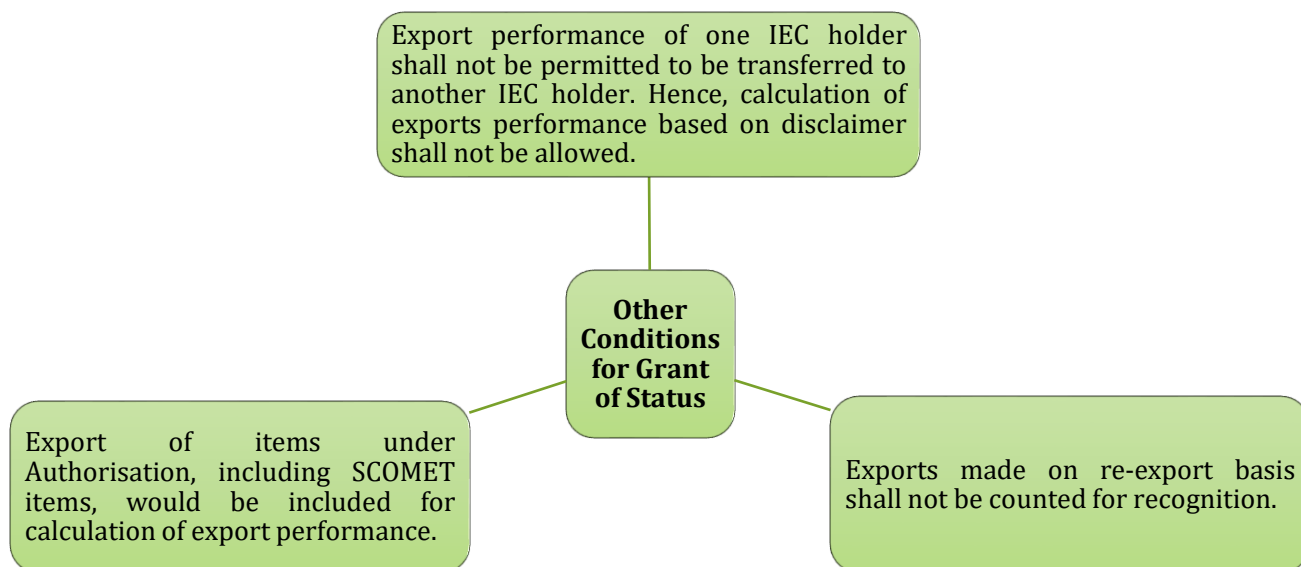 Export performance of one IEC holder
shall not be permitted to be transferred to
another IEC holder. Hence, calculation of
exports performance based on disclaimer
shall not be allowed.
Other
Conditions
for Grant
of Status
Export of items under
Authorisation, including SCOMET
items, would be included for
calculation of export performance.
Exports made on re-export basis
shall not be counted for recognition.